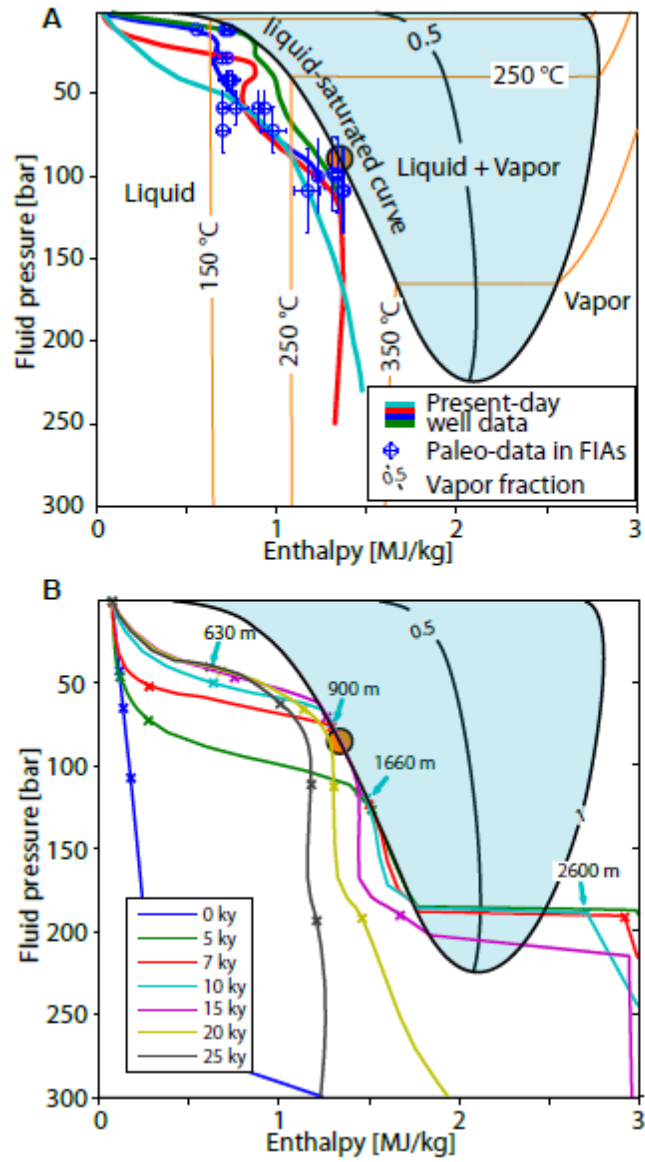 A
0.5
liquid-saturated curve
250 °C
50
Liquid + Vapor
100
Liquid
Fluid pressure [bar]
150 °C
150
Vapor
250 °C
350 °C
200
Present-day
well data
250
Paleo-data in FIAs
0.5 Vapor fraction
300
0 1 2 3
Enthalpy [MJ/kg]
B
630 m
0.5
50
900 m
100
1660 m
1
Fluid pressure [bar]
150
2600 m
200
0 ky
5 ky
7 ky
10 ky
15 ky
20 ky
25 ky
250
300
0 1 2 3
Enthalpy [MJ/kg]